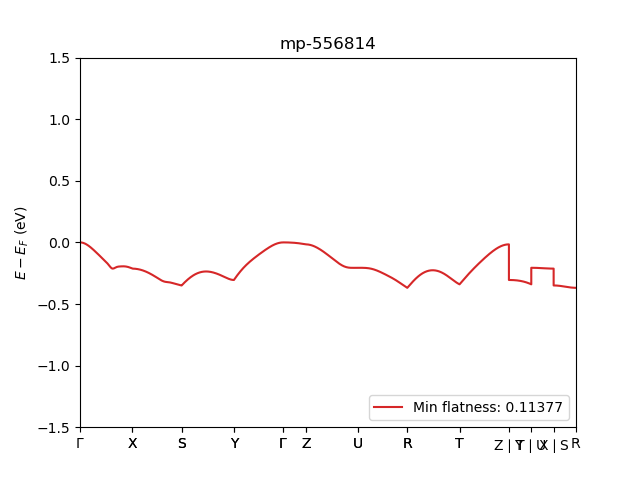 mp-556814
1.5
1.0
0.5
0.0
−0.5
−1.0
−1.5
E − E_F (eV)
Min flatness: 0.11377
Γ X S Y Γ Z U R T Z | Y T | U X | S R